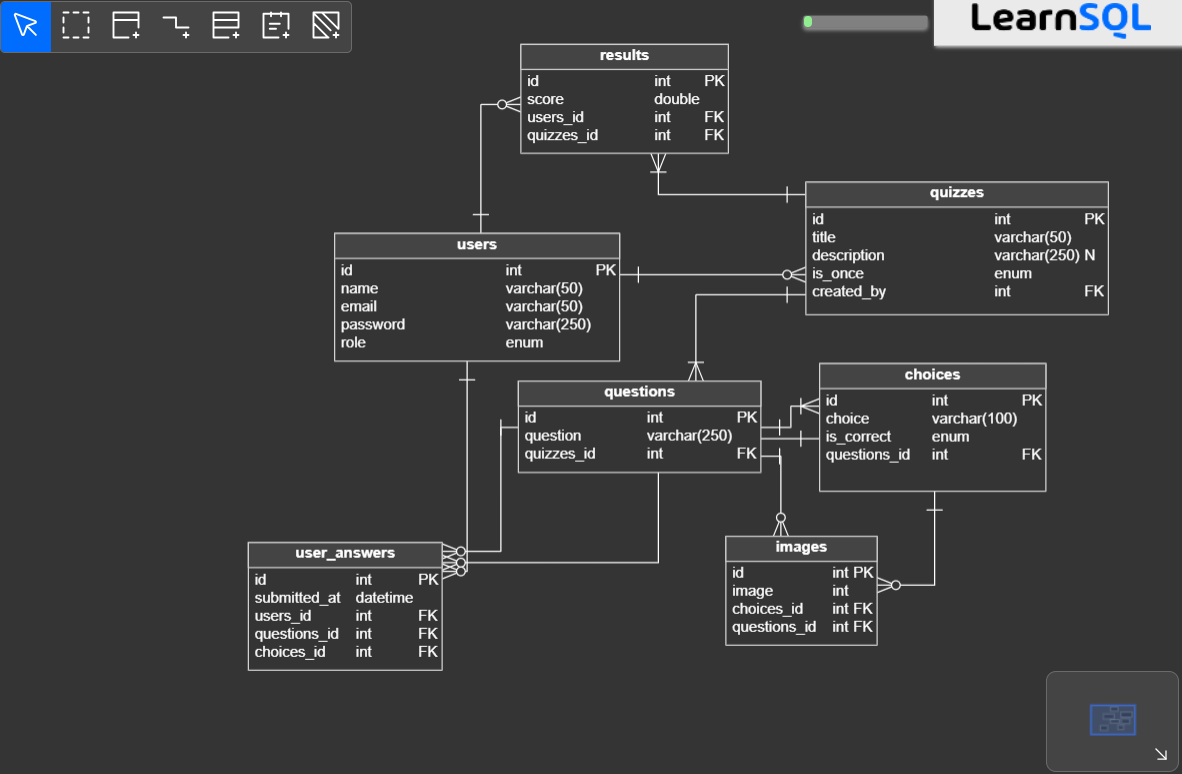 LearnSQL
results
id int PK
score double
users_id int FK
quizzes_id int FK
quizzes
id int PK
title varchar(50)
description varchar(250) N
is_once enum
created_by int FK
users
id int PK
name varchar(50)
email varchar(50)
password varchar(250)
role enum
questions
id int PK
question varchar(250)
quizzes_id int FK
choices
id int PK
choice varchar(100)
is_correct enum
questions_id int FK
user_answers
id int PK
submitted_at datetime
users_id int FK
questions_id int FK
choices_id int FK
images
id int PK
image int
choices_id int FK
questions_id int FK